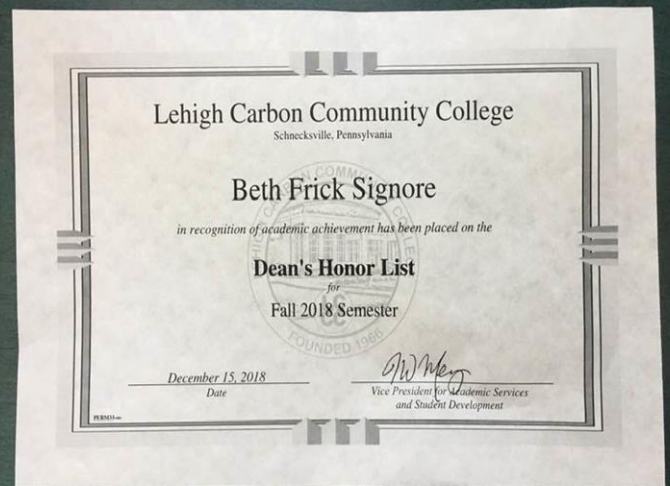 Lehigh Carbon Community College
Schnecksville, Pennsylvania
Beth Frick Signore
in recognition of academic achievement has been placed on the
Dean's Honor List
for
Fall 2018 Semester
FOUNDED 1966
December 15, 2018
Date
Vice President for Academic Services
and Student Development